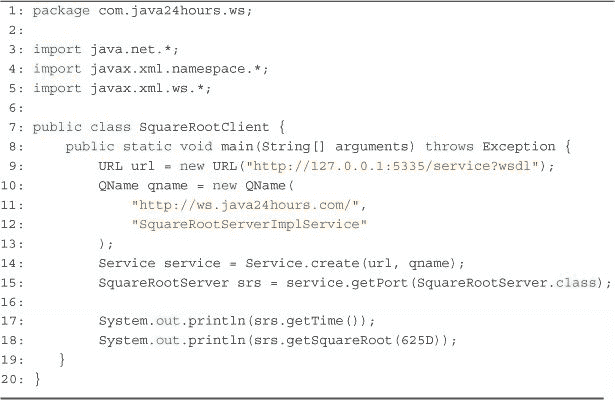 1: package com.java24hours.ws;
2:
3: import java.net.*;
4: import javax.xml.namespace.*;
5: import javax.xml.ws.*;
6:
7: public class SquareRootClient {
8:     public static void main(String[] arguments) throws Exception {
9:         URL url = new URL("http://127.0.0.1:5335/service?wsdl");
10:         QName qname = new QName(
11:             "http://ws.java24hours.com/",
12:             "SquareRootServerImplService"
13:         );
14:         Service service = Service.create(url, qname);
15:         SquareRootServer srs = service.getPort(SquareRootServer.class);
16:
17:         System.out.println(srs.getTime());
18:         System.out.println(srs.getSquareRoot(625D));
19:    }
20: }